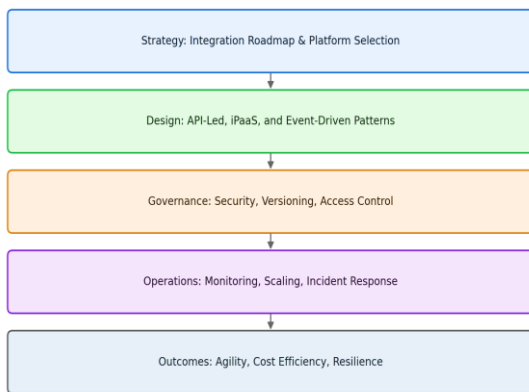 Strategy: Integration Roadmap & Platform Selection
Design: API-Led, iPaaS, and Event-Driven Patterns
Governance: Security, Versioning, Access Control
Operations: Monitoring, Scaling, Incident Response
Outcomes: Agility, Cost Efficiency, Resilience